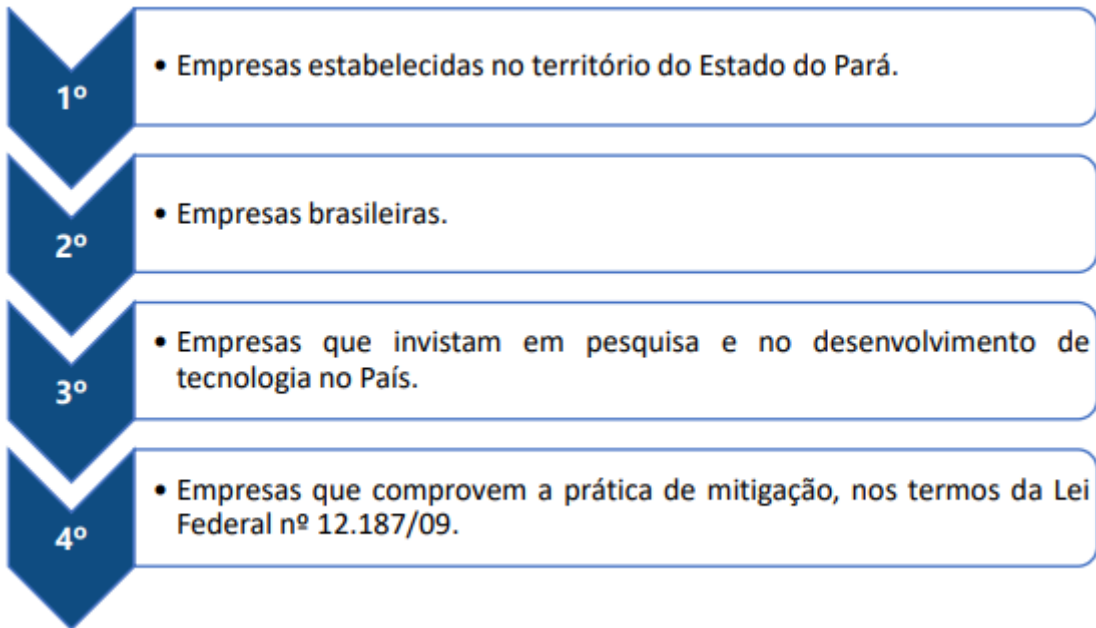 1º
• Empresas estabelecidas no território do Estado do Pará.
2º
• Empresas brasileiras.
3º
• Empresas que invistam em pesquisa e no desenvolvimento de
tecnologia no País.
4º
• Empresas que comprovem a prática de mitigação, nos termos da Lei
Federal nº 12.187/09.